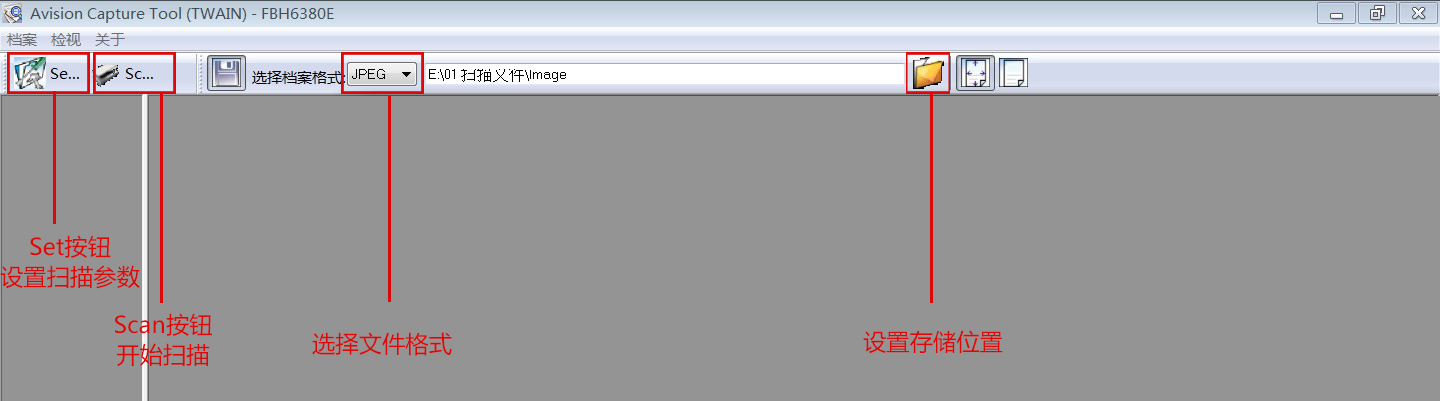 Avision Capture Tool (TWAIN) - FBH6380E
档案 检视 关于
Se... Sc... 选择档案格式: JPEG E:\01 扫描文件\Image
Set按钮
设置扫描参数
Scan按钮
开始扫描
选择文件格式
设置存储位置